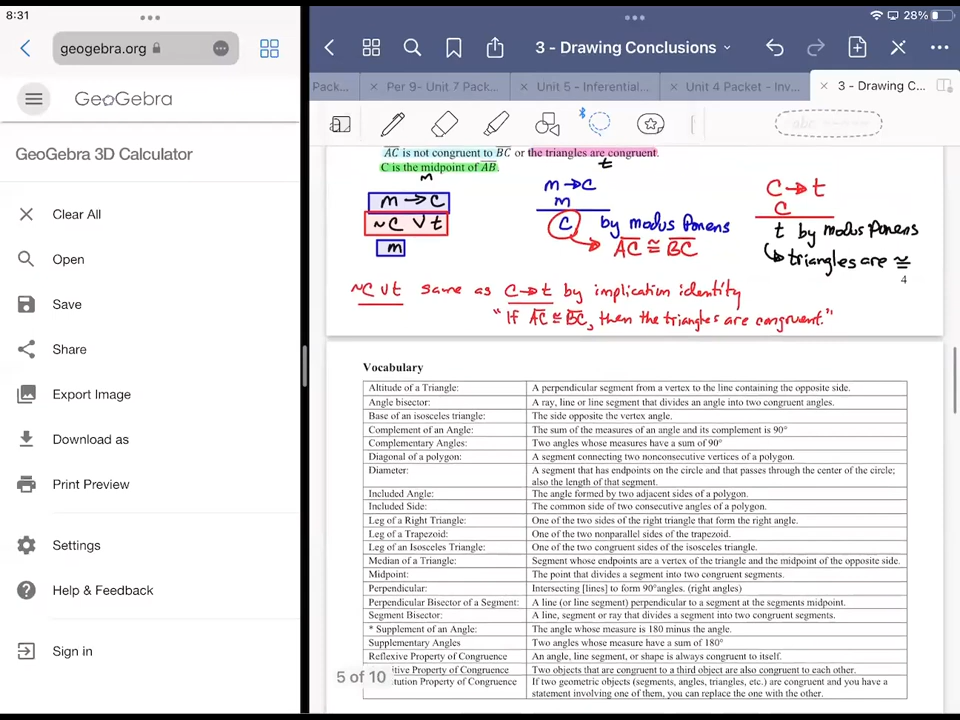 8:31
28%
geogebra.org
3 - Drawing Conclusions
GeoGebra
Pack...
Per 9- Unit 7 Pack...
Unit 5 - Inferential...
Unit 4 Packet - Inv...
3 - Drawing C...
abc
GeoGebra 3D Calculator
Clear All
Open
Save
Share
Export Image
Download as
Print Preview
Settings
Help & Feedback
Sign in
AC is not congruent to BC or the triangles are congruent.
t
C is the midpoint of AB.
m
m → C
~C ∨ t
m
m → C
m
C by modus Ponens
AC ≅ BC
C → t
C
t by modus Ponens
triangles are ≅
4
~C ∨ t same as C → t by implication identity
"If AC ≅ BC, then the triangles are congruent."
Vocabulary
Altitude of a Triangle: A perpendicular segment from a vertex to the line containing the opposite side.
Angle bisector: A ray, line or line segment that divides an angle into two congruent angles.
Base of an isosceles triangle: The side opposite the vertex angle.
Complement of an Angle: The sum of the measures of an angle and its complement is 90°
Complementary Angles: Two angles whose measures have a sum of 90°
Diagonal of a polygon: A segment connecting two nonconsecutive vertices of a polygon.
Diameter: A segment that has endpoints on the circle and that passes through the center of the circle;
also the length of that segment.
Included Angle: The angle formed by two adjacent sides of a polygon.
Included Side: The common side of two consecutive angles of a polygon.
Leg of a Right Triangle: One of the two sides of the right triangle that form the right angle.
Leg of a Trapezoid: One of the two nonparallel sides of the trapezoid.
Leg of an Isosceles Triangle: One of the two congruent sides of the isosceles triangle.
Median of a Triangle: Segment whose endpoints are a vertex of the triangle and the midpoint of the opposite side.
Midpoint: The point that divides a segment into two congruent segments.
Perpendicular: Intersecting [lines] to form 90°angles. (right angles)
Perpendicular Bisector of a Segment: A line (or line segment) perpendicular to a segment at the segments midpoint.
Segment Bisector: A line, segment or ray that divides a segment into two congruent segments.
* Supplement of an Angle: The angle whose measure is 180 minus the angle.
Supplementary Angles Two angles whose measure have a sum of 180°
Reflexive Property of Congruence An angle, line segment, or shape is always congruent to itself.
5 of 10
itive Property of Congruence Two objects that are congruent to a third object are also congruent to each other.
itution Property of Congruence If two geometric objects (segments, angles, triangles, etc.) are congruent and you have a
statement involving one of them, you can replace the one with the other.